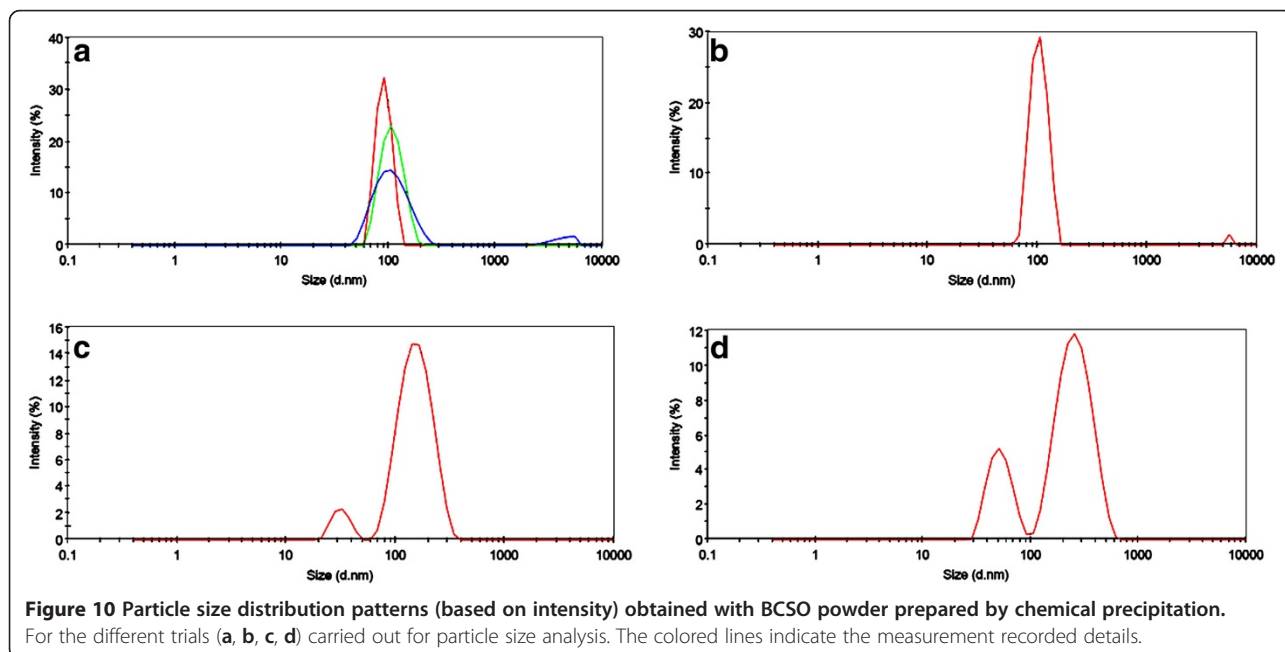 a
40
30
20
10
0
Intensity (%)
0.1 1 10 100 1000 10000
Size (d.nm)
b
30
20
10
0
Intensity (%)
0.1 1 10 100 1000 10000
Size (d.nm)
c
16
14
12
10
8
6
4
2
0
Intensity (%)
0.1 1 10 100 1000 10000
Size (d.nm)
d
12
10
8
6
4
2
0
Intensity (%)
0.1 1 10 100 1000 10000
Size (d.nm)
Figure 10 Particle size distribution patterns (based on intensity) obtained with BCSO powder prepared by chemical precipitation.
For the different trials (a, b, c, d) carried out for particle size analysis. The colored lines indicate the measurement recorded details.